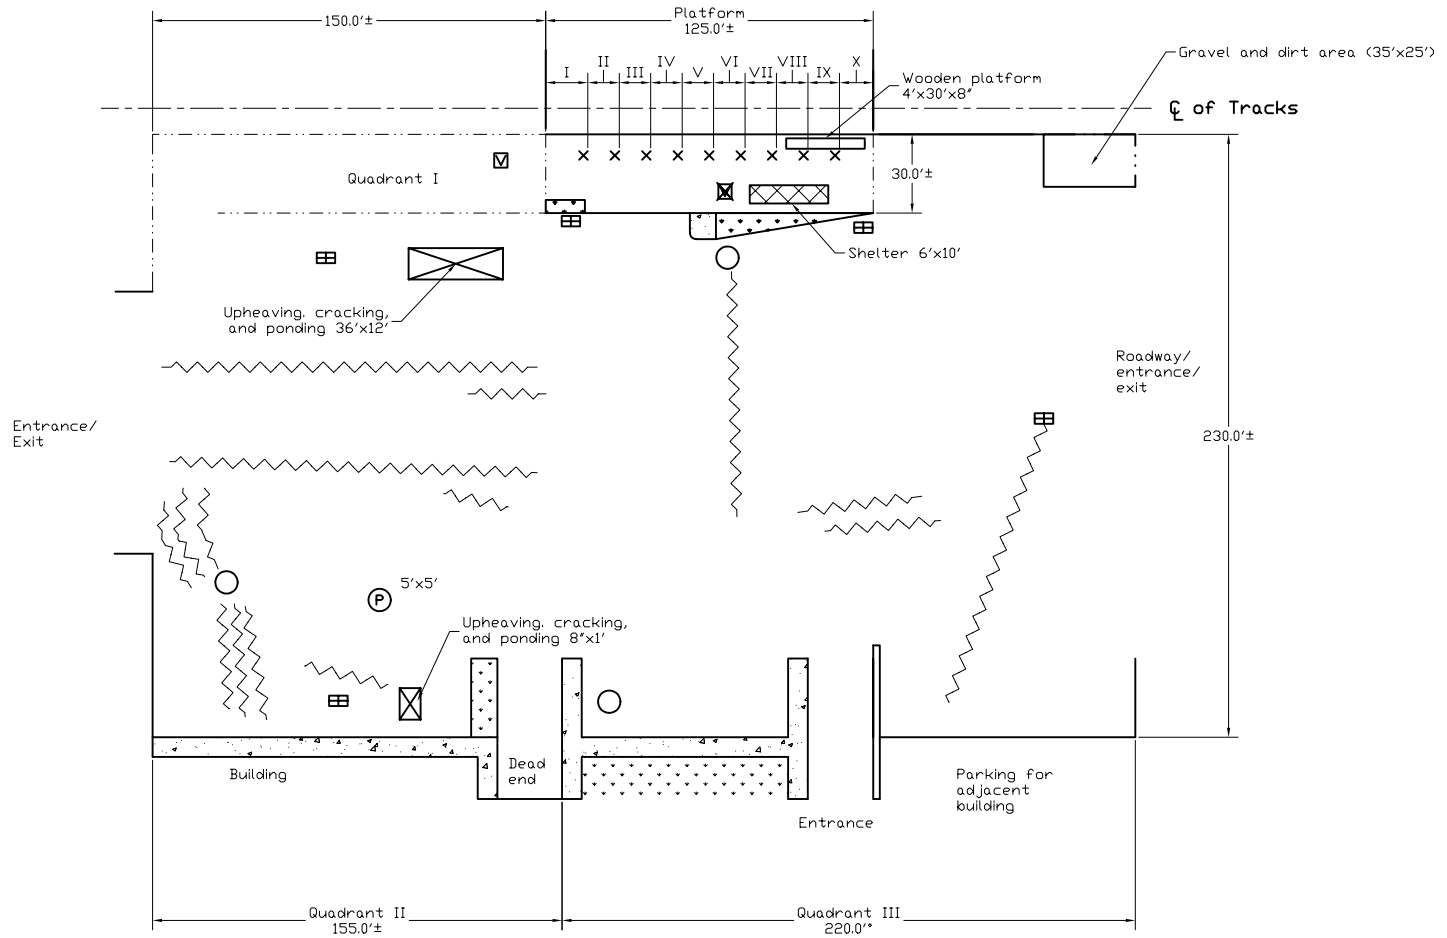 150.0'±
Platform
125.0'±
I
II
III
IV
V
VI
VII
VIII
IX
X
Wooden platform
4'x30'x8"
Gravel and dirt area (35'x25')
℄ of Tracks
Quadrant I
30.0'±
Shelter 6'x10'
Upheaving. cracking,
and ponding 36'x12'
Roadway/
entrance/
exit
Entrance/
Exit
230.0'±
P
5'x5'
Upheaving. cracking,
and ponding 8"x1'
Building
Dead
end
Parking for
adjacent
building
Entrance
Quadrant II
155.0'±
Quadrant III
220.0'°